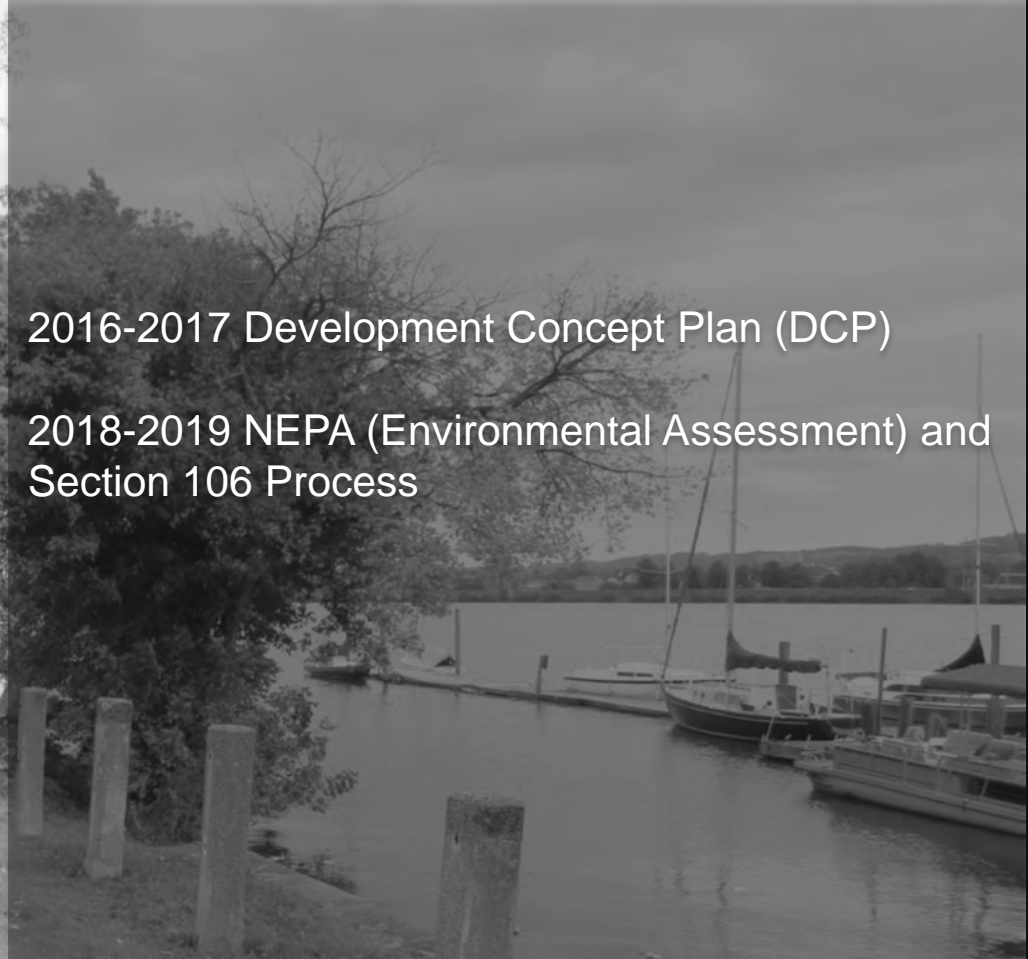 2016-2017 Development Concept Plan (DCP)
2018-2019 NEPA (Environmental Assessment) and
Section 106 Process